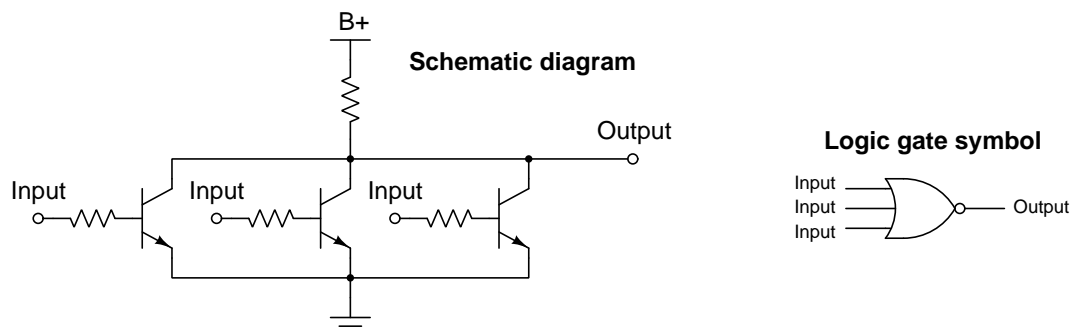 B+
Schematic diagram
Output
Input
Input
Input
Logic gate symbol
Input
Input
Input
Output